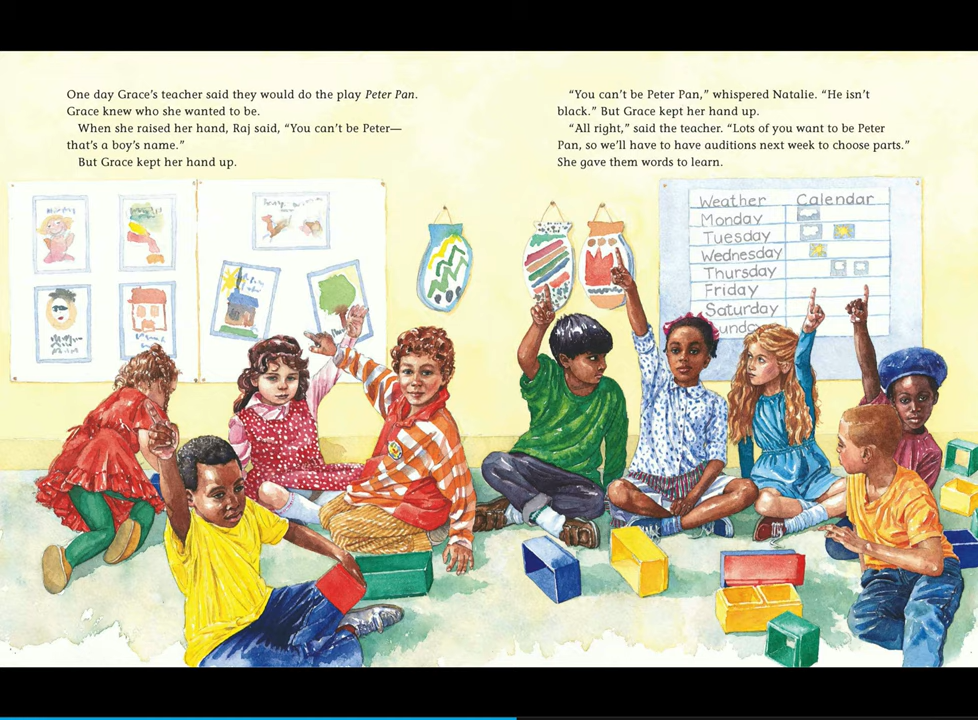 One day Grace's teacher said they would do the play Peter Pan.
Grace knew who she wanted to be.
When she raised her hand, Raj said, “You can't be Peter—
that's a boy's name.”
But Grace kept her hand up.
“You can't be Peter Pan,” whispered Natalie. “He isn't
black.” But Grace kept her hand up.
“All right,” said the teacher. “Lots of you want to be Peter
Pan, so we'll have to have auditions next week to choose parts.”
She gave them words to learn.
Weather Calendar
Monday
Tuesday
Wednesday
Thursday
Friday
Saturday